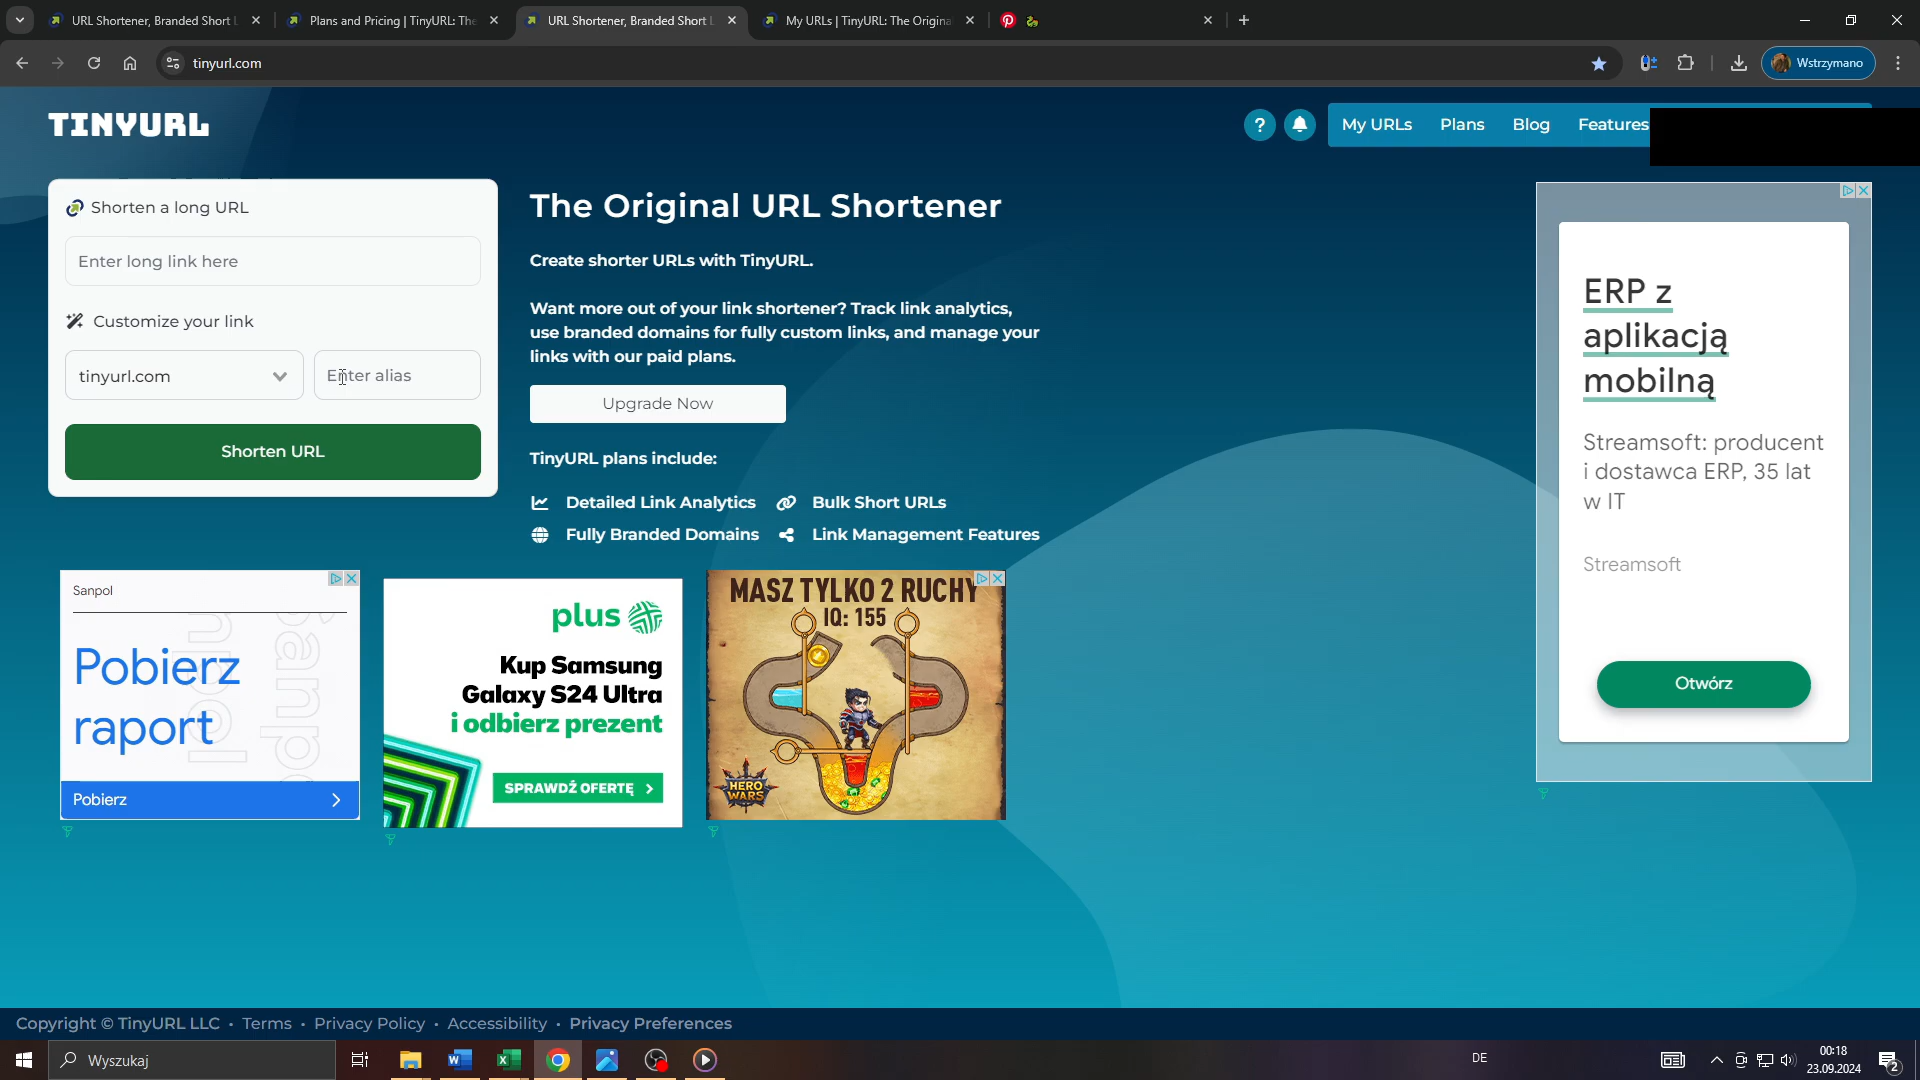 URL Shortener, Branded Short L
Plans and Pricing | TinyURL: The
URL Shortener, Branded Short L
My URLs | TinyURL: The Origina
tinyurl.com
Wstrzymano
TINYURL
?
My URLs
Plans
Blog
Features
Shorten a long URL
Enter long link here
Customize your link
tinyurl.com
Enter alias
Shorten URL
The Original URL Shortener
Create shorter URLs with TinyURL.
Want more out of your link shortener? Track link analytics,
use branded domains for fully custom links, and manage your
links with our paid plans.
Upgrade Now
TinyURL plans include:
Detailed Link Analytics
Bulk Short URLs
Fully Branded Domains
Link Management Features
ERP z
aplikacją
mobilną
Streamsoft: producent
i dostawca ERP, 35 lat
w IT
Streamsoft
Otwórz
Sanpol
Pobierz
raport
Pobierz
plus
Kup Samsung
Galaxy S24 Ultra
i odbierz prezent
SPRAWDŹ OFERTĘ
MASZ TYLKO 2 RUCHY
IQ: 155
HERO
WARS
Copyright © TinyURL LLC • Terms • Privacy Policy • Accessibility • Privacy Preferences
Wyszukaj
DE
00:18
23.09.2024
2